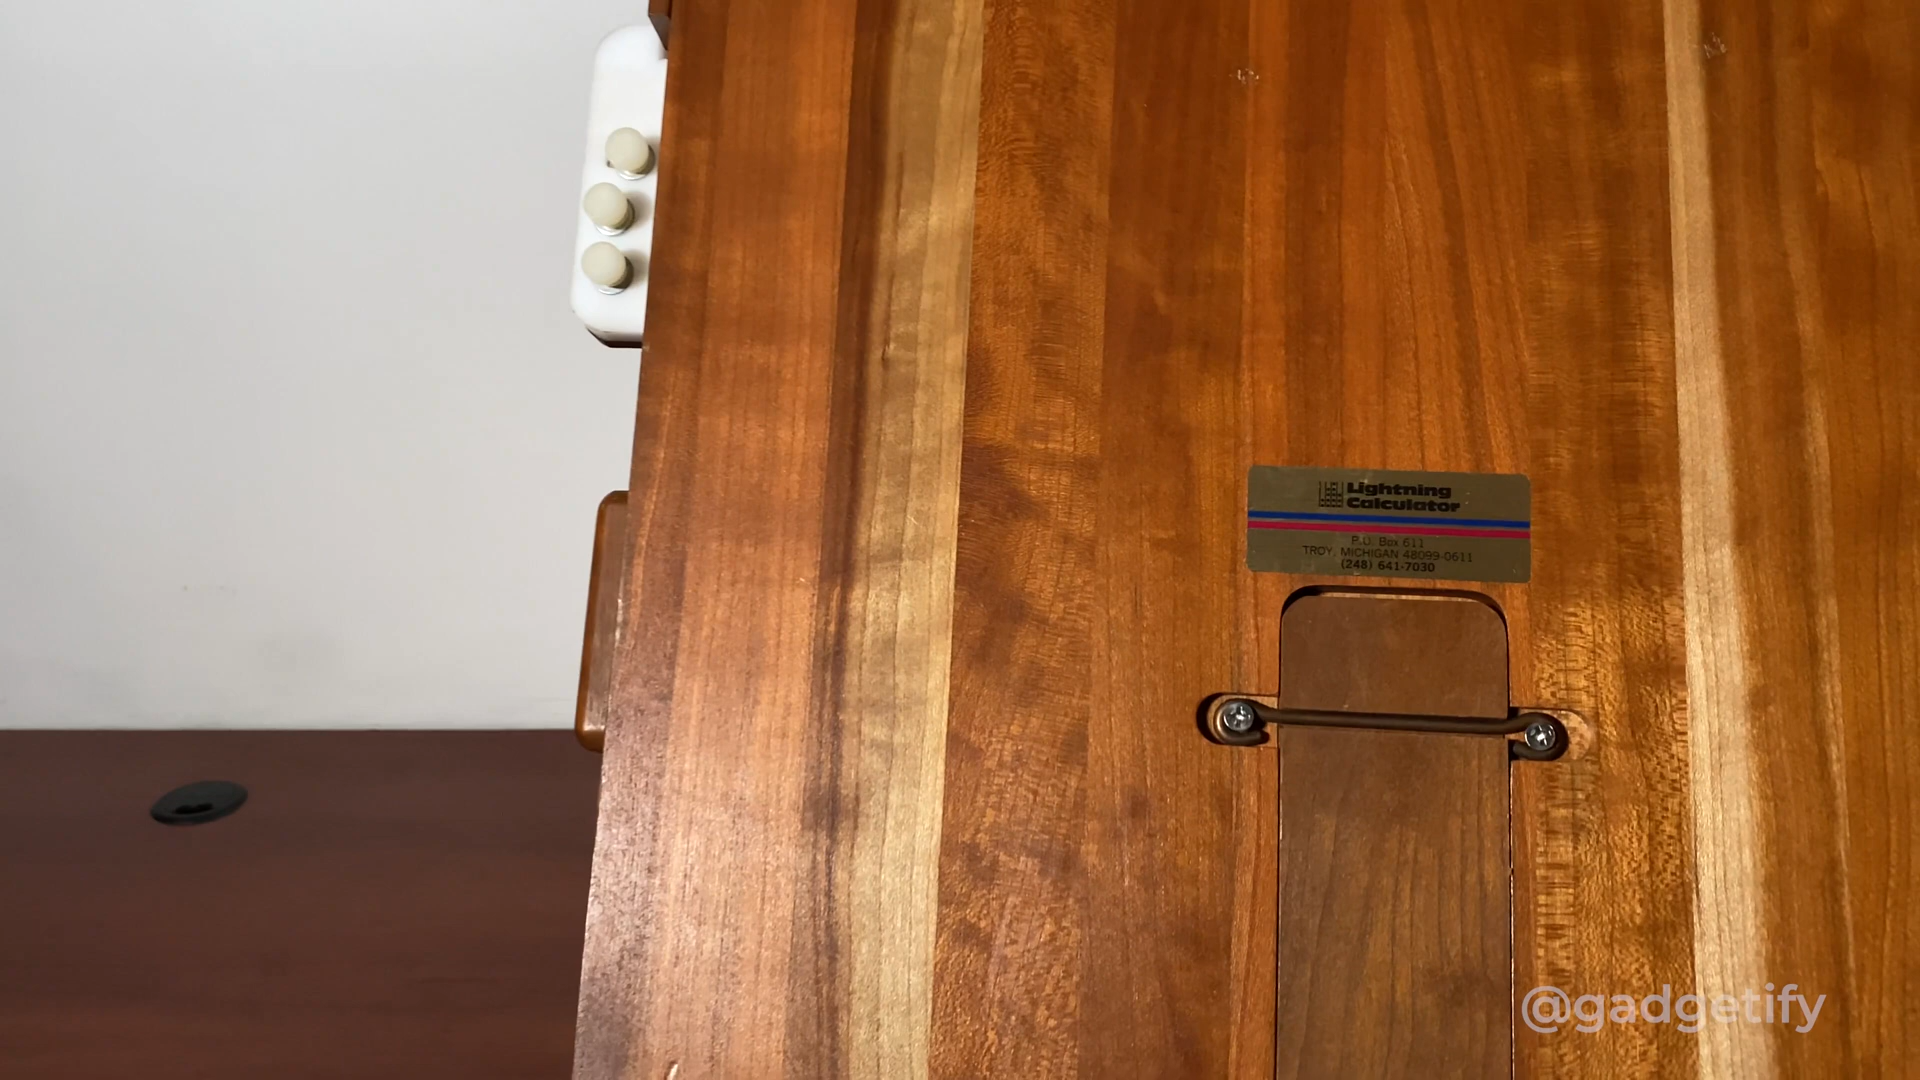 Lightning
Calculator
P.O. Box 611
TROY, MICHIGAN 48099-0611
(248) 641-7030
@gadgetify